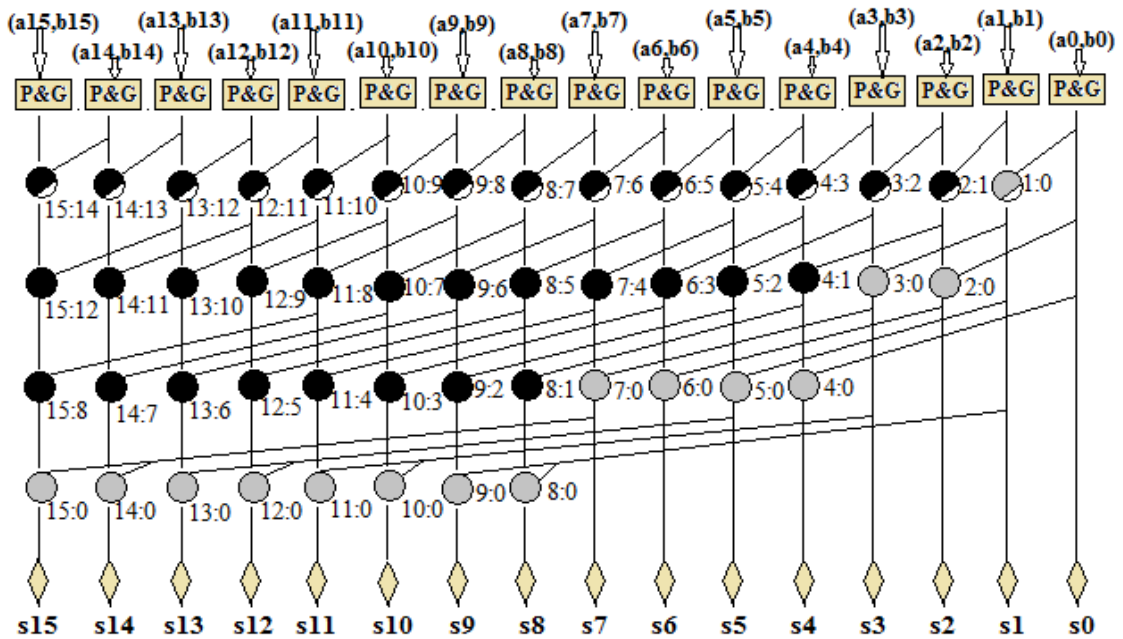 (a15,b15) (a13,b13) (a11,b11) (a9,b9) (a7,b7) (a5,b5) (a3,b3) (a1,b1) (a0,b0)
(a14,b14) (a12,b12) (a10,b10) (a8,b8) (a6,b6) (a4,b4) (a2,b2)
P&G P&G P&G P&G P&G P&G P&G P&G P&G P&G P&G P&G P&G P&G P&G P&G
15:14 14:13 13:12 12:11 11:10 10:9 9:8 8:7 7:6 6:5 5:4 4:3 3:2 2:1 1:0
15:12 14:11 13:10 12:9 11:8 10:7 9:6 8:5 7:4 6:3 5:2 4:1 3:0 2:0
15:8 14:7 13:6 12:5 11:4 10:3 9:2 8:1 7:0 6:0 5:0 4:0
15:0 14:0 13:0 12:0 11:0 10:0 9:0 8:0
s15 s14 s13 s12 s11 s10 s9 s8 s7 s6 s5 s4 s3 s2 s1 s0